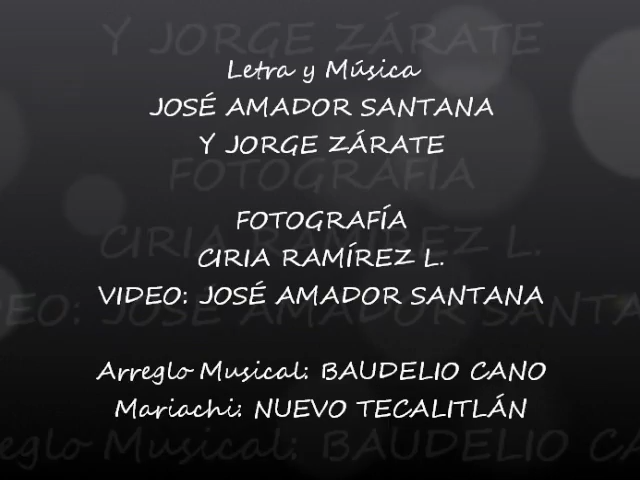 Letra y Música
JOSÉ AMADOR SANTANA
Y JORGE ZÁRATE
FOTOGRAFÍA
CIRIA RAMÍREZ L.
VIDEO: JOSÉ AMADOR SANTANA
Arreglo Musical: BAUDELIO CANO
Mariachi: NUEVO TECALITLÁN